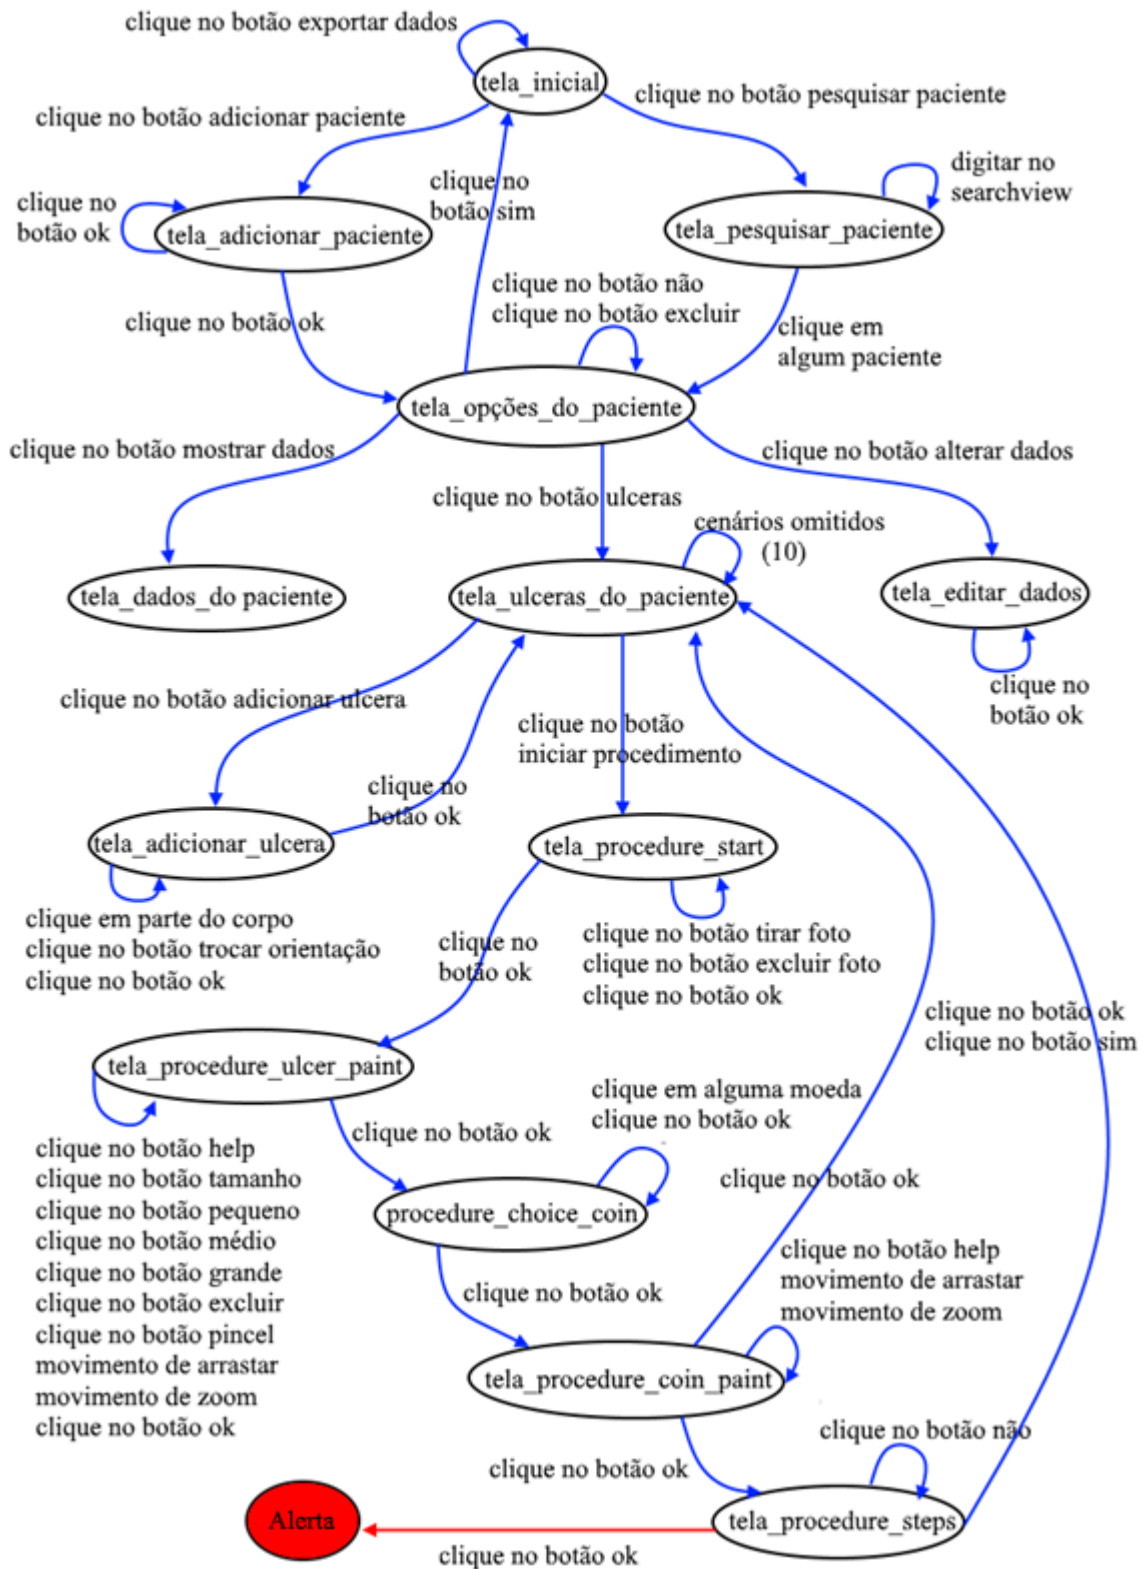 clique no botão exportar dados
tela_inicial
clique no botão pesquisar paciente
clique no botão adicionar paciente
clique no
botão sim
digitar no
searchview
clique no
botão ok
tela_adicionar_paciente
tela_pesquisar_paciente
clique no botão ok
clique no botão não
clique no botão excluir
clique em
algum paciente
tela_opções_do_paciente
clique no botão mostrar dados
clique no botão alterar dados
clique no botão ulceras
cenários omitidos
(10)
tela_dados_do paciente
tela_ulceras_do_paciente
tela_editar_dados
clique no
botão ok
clique no botão adicionar ulcera
clique no botão
iniciar procedimento
clique no
botão ok
tela_adicionar_ulcera
tela_procedure_start
clique em parte do corpo
clique no botão trocar orientação
clique no botão ok
clique no
botão ok
clique no botão tirar foto
clique no botão excluir foto
clique no botão ok
clique no botão ok
clique no botão sim
tela_procedure_ulcer_paint
clique em alguma moeda
clique no botão ok
clique no botão ok
clique no botão help
clique no botão tamanho
clique no botão pequeno
clique no botão médio
clique no botão grande
clique no botão excluir
clique no botão pincel
movimento de arrastar
movimento de zoom
clique no botão ok
clique no botão ok
procedure_choice_coin
clique no botão ok
clique no botão help
movimento de arrastar
movimento de zoom
tela_procedure_coin_paint
clique no botão não
clique no botão ok
Alerta
tela_procedure_steps
clique no botão ok